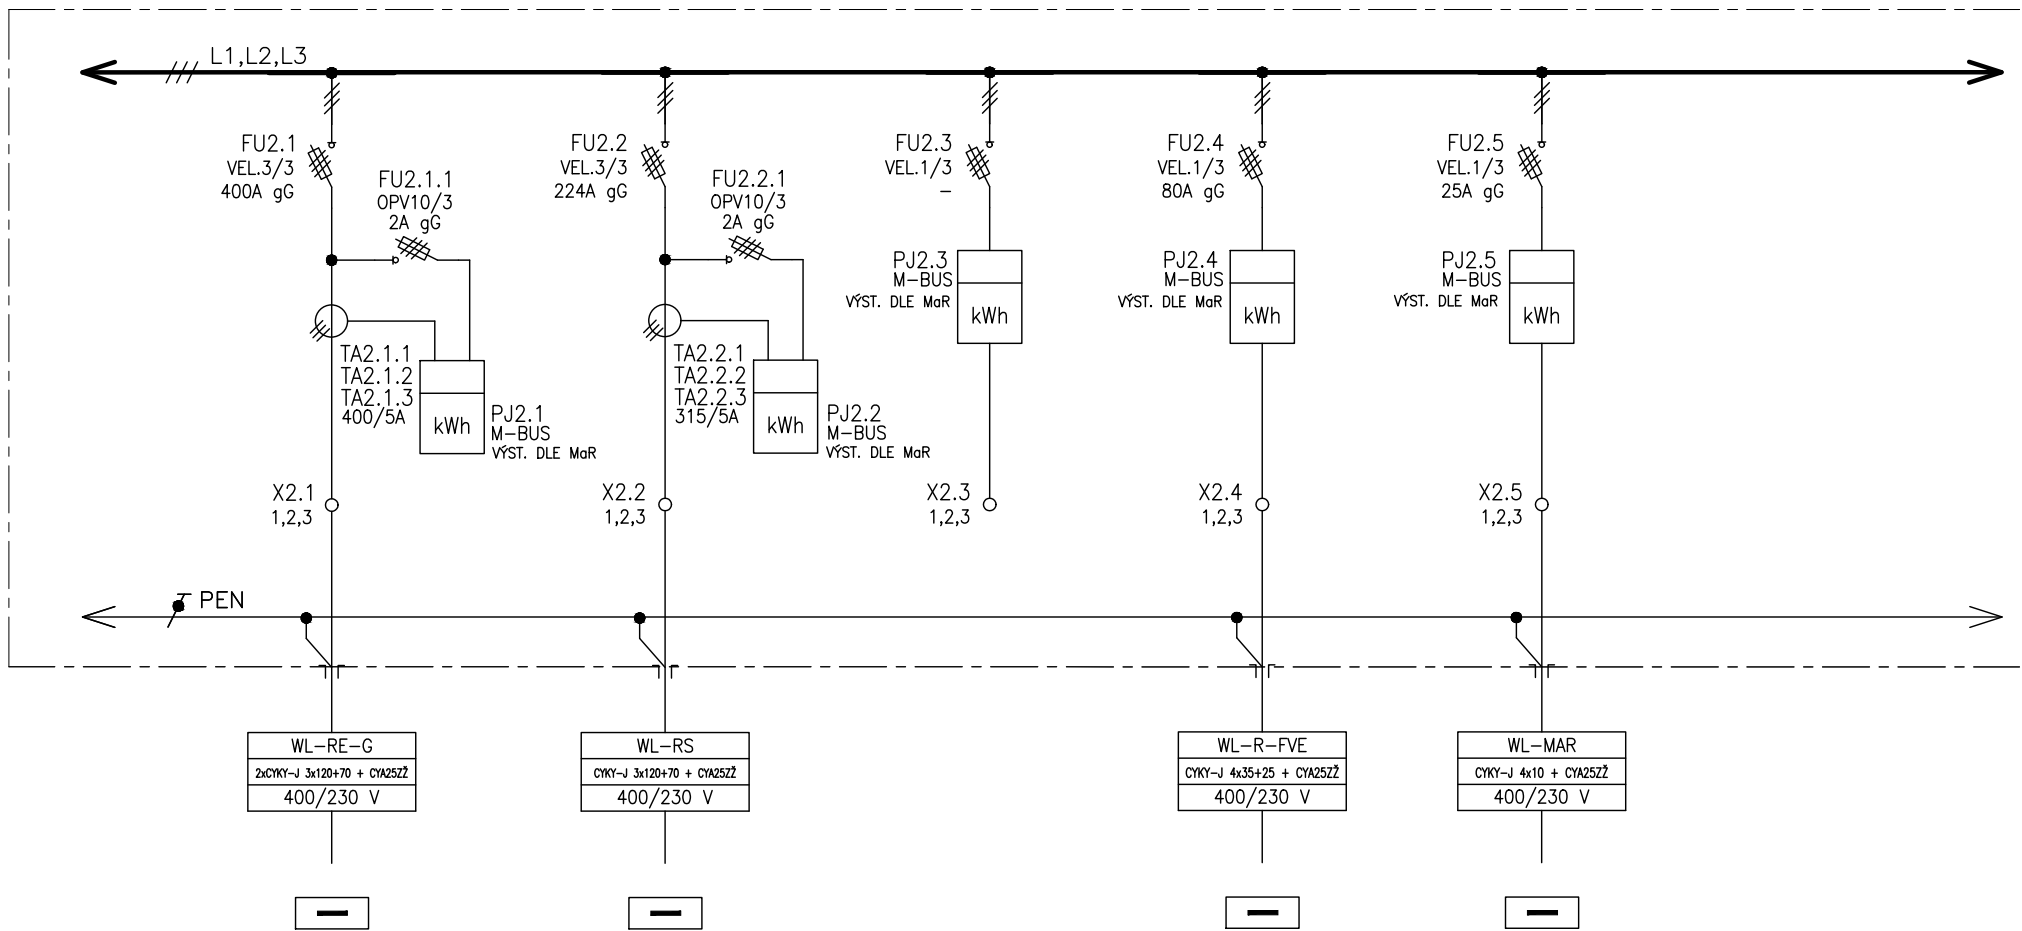 L1,L2,L3
FU2.1
VEL.3/3
400A gG
FU2.1.1
OPV10/3
2A gG
TA2.1.1
TA2.1.2
TA2.1.3
400/5A
kWh
PJ2.1
M-BUS
VÝST. DLE MaR
X2.1
1,2,3
FU2.2
VEL.3/3
224A gG
FU2.2.1
OPV10/3
2A gG
TA2.2.1
TA2.2.2
TA2.2.3
315/5A
kWh
PJ2.2
M-BUS
VÝST. DLE MaR
X2.2
1,2,3
FU2.3
VEL.1/3
-
PJ2.3
M-BUS
VÝST. DLE MaR
kWh
X2.3
1,2,3
FU2.4
VEL.1/3
80A gG
PJ2.4
M-BUS
VÝST. DLE MaR
kWh
X2.4
1,2,3
FU2.5
VEL.1/3
25A gG
PJ2.5
M-BUS
VÝST. DLE MaR
kWh
X2.5
1,2,3
PEN
WL-RE-G
2xCYKY-J 3x120+70 + CYA25ZŽ
400/230 V
WL-RS
CYKY-J 3x120+70 + CYA25ZŽ
400/230 V
WL-R-FVE
CYKY-J 4x35+25 + CYA25ZŽ
400/230 V
WL-MAR
CYKY-J 4x10 + CYA25ZŽ
400/230 V
-
-
-
-